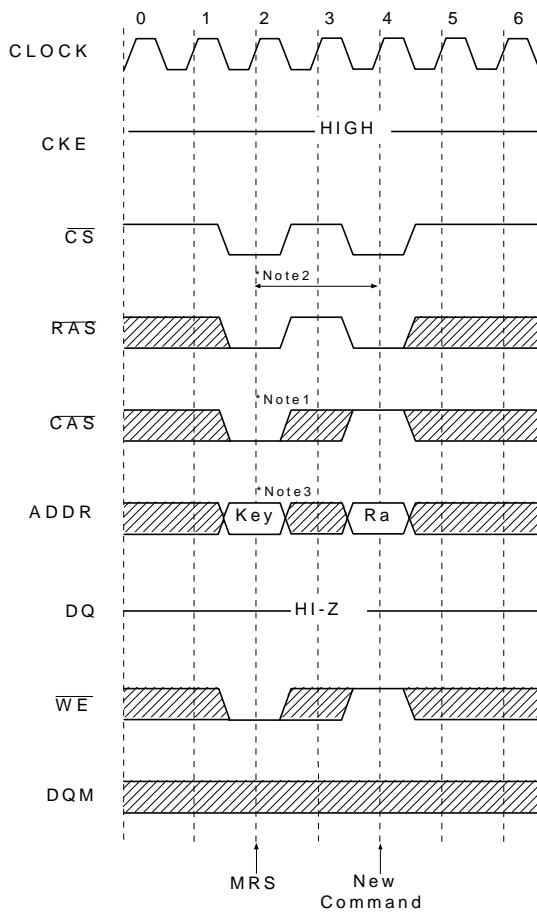 0 1 2 3 4 5 6
CLOCK
CKE
HIGH
CS
*Note2
RAS
*Note1
CAS
*Note3
ADDR
Key
Ra
DQ
HI-Z
WE
DQM
MRS
New
Command